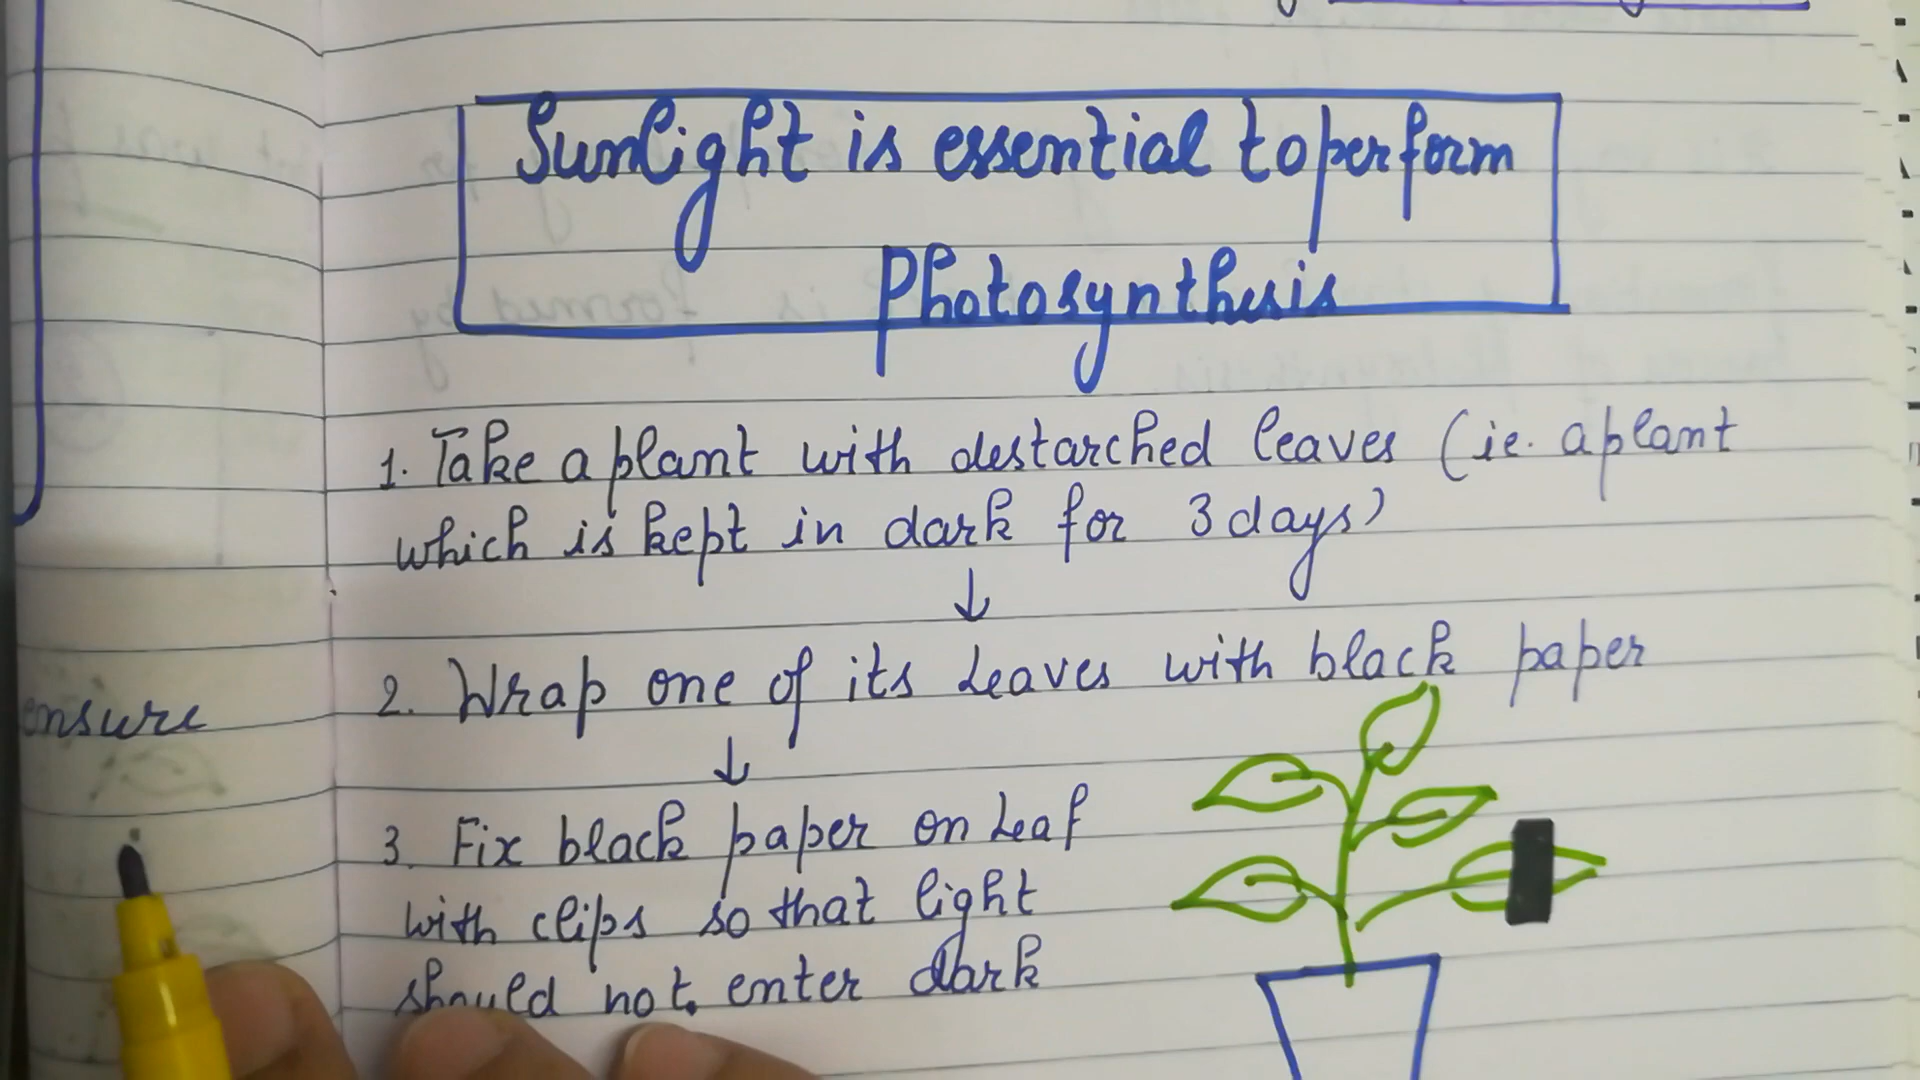 Sunlight is essential to perform
Photosynthesis
1. Take a plant with destarched leaves (ie. a plant
which is kept in dark for 3 days)
↓
2. Wrap one of its leaves with black paper
↓
3. Fix black paper on leaf
with clips so that light
should not enter dark
ensure